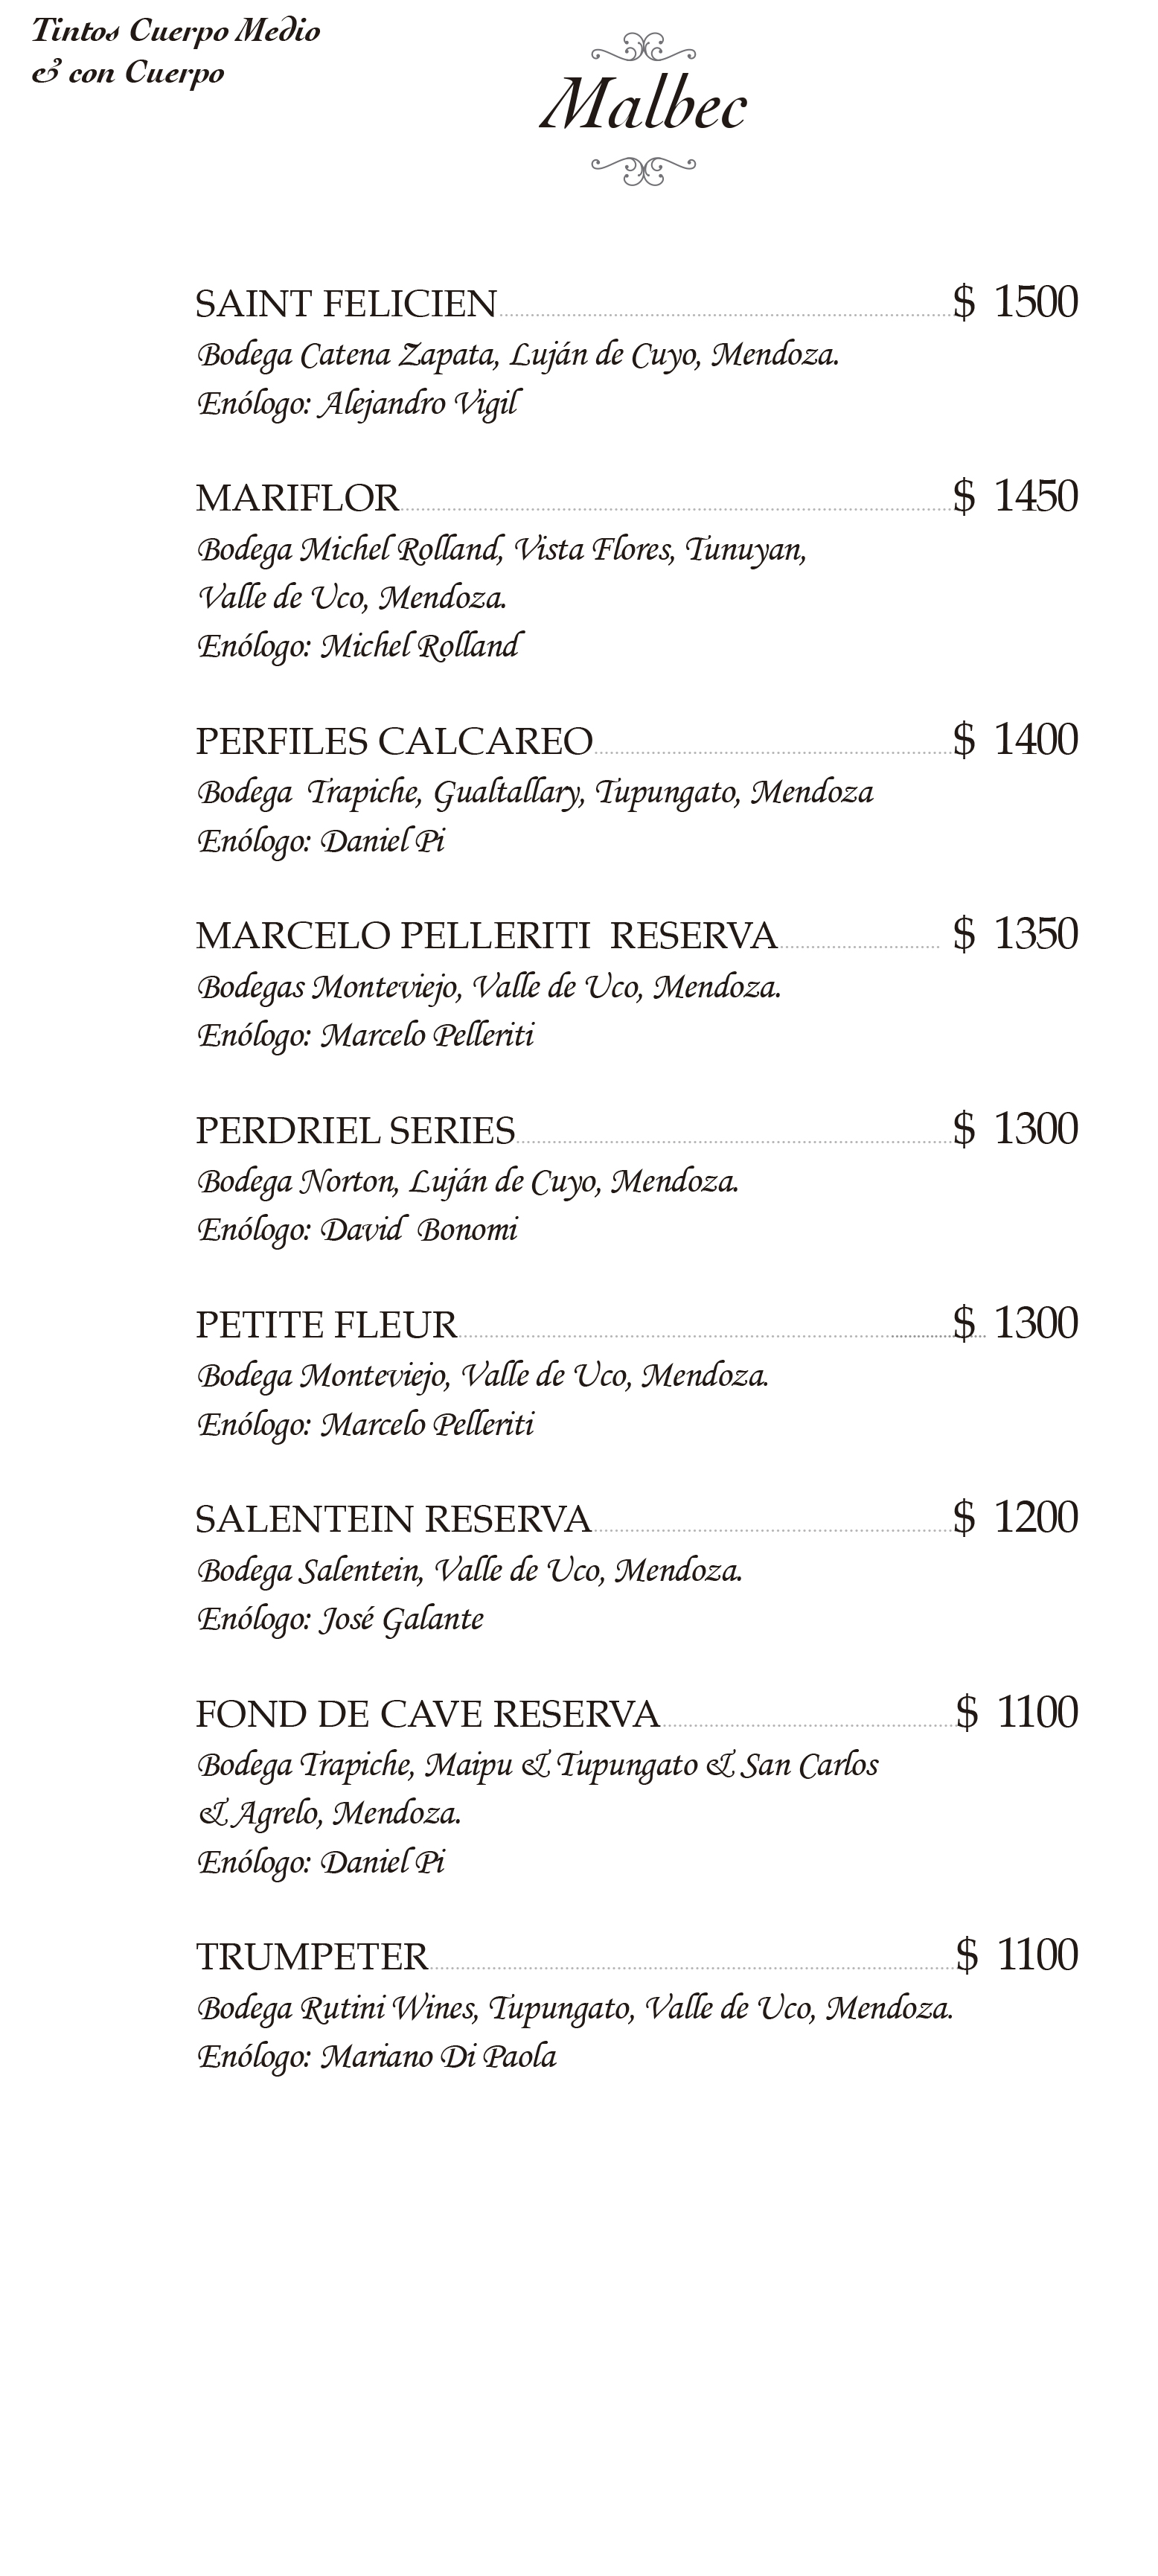 Tintos Cuerpo Medio
& con Cuerpo
Malbec
SAINT FELICIEN $ 1500
Bodega Catena Zapata, Luján de Cuyo, Mendoza.
Enólogo: Alejandro Vigil
MARIFLOR $ 1450
Bodega Michel Rolland, Vista Flores, Tunuyan,
Valle de Uco, Mendoza.
Enólogo: Michel Rolland
PERFILES CALCAREO $ 1400
Bodega Trapiche, Gualtallary, Tupungato, Mendoza
Enólogo: Daniel Pi
MARCELO PELLERITI RESERVA $ 1350
Bodegas Monteviejo, Valle de Uco, Mendoza.
Enólogo: Marcelo Pelleriti
PERDRIEL SERIES $ 1300
Bodega Norton, Luján de Cuyo, Mendoza.
Enólogo: David Bonomi
PETITE FLEUR $ 1300
Bodega Monteviejo, Valle de Uco, Mendoza.
Enólogo: Marcelo Pelleriti
SALENTEIN RESERVA $ 1200
Bodega Salentein, Valle de Uco, Mendoza.
Enólogo: José Galante
FOND DE CAVE RESERVA $ 1100
Bodega Trapiche, Maipu & Tupungato & San Carlos
& Agrelo, Mendoza.
Enólogo: Daniel Pi
TRUMPETER $ 1100
Bodega Rutini Wines, Tupungato, Valle de Uco, Mendoza.
Enólogo: Mariano Di Paola